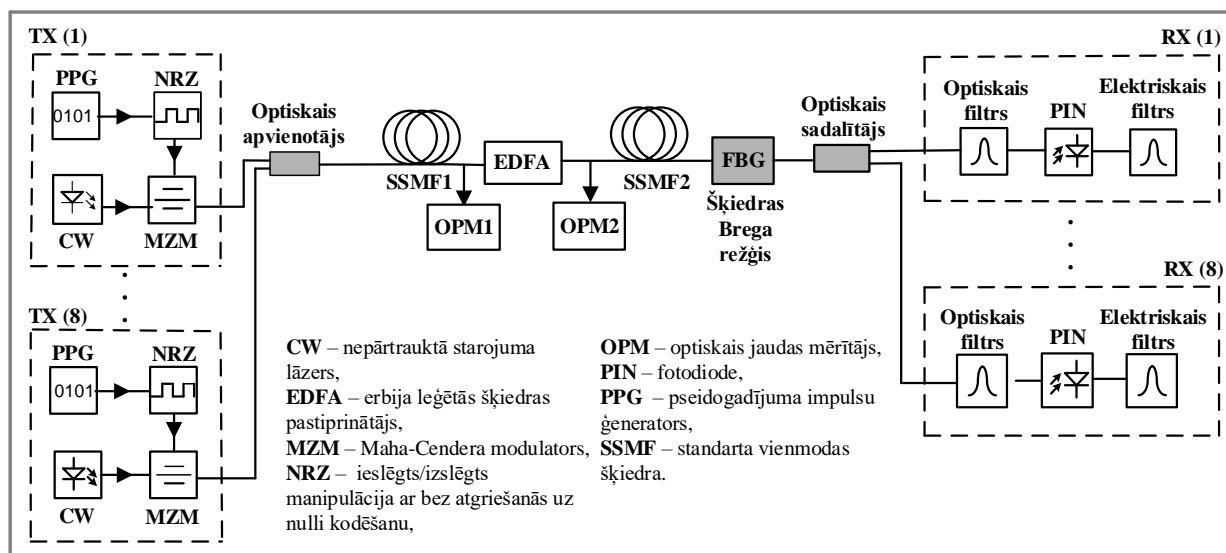 TX (1)
PPG
NRZ
0101
CW
MZM
TX (8)
PPG
NRZ
0101
CW
MZM
Optiskais
apvienotājs
SSMF1
OPM1
EDFA
OPM2
SSMF2
FBG
Šķiedras
Brega
režģis
Optiskais
sadalītājs
RX (1)
Optiskais
filtrs
PIN
Elektriskais
filtrs
RX (8)
Optiskais
filtrs
PIN
Elektriskais
filtrs
CW – nepārtrauktā starojuma
lāzers,
EDFA – erbija leģētās šķiedras
pastiprinātājs,
MZM – Maha-Cendera modulators,
NRZ – ieslēgts/izslēgts
manipulācija ar bez atgriešanās uz
nulli kodēšanu,
OPM – optiskais jaudas mērītājs,
PIN – fotodiode,
PPG – pseidogadījuma impulsu
ģenerators,
SSMF – standarta vienmodas
šķiedra.